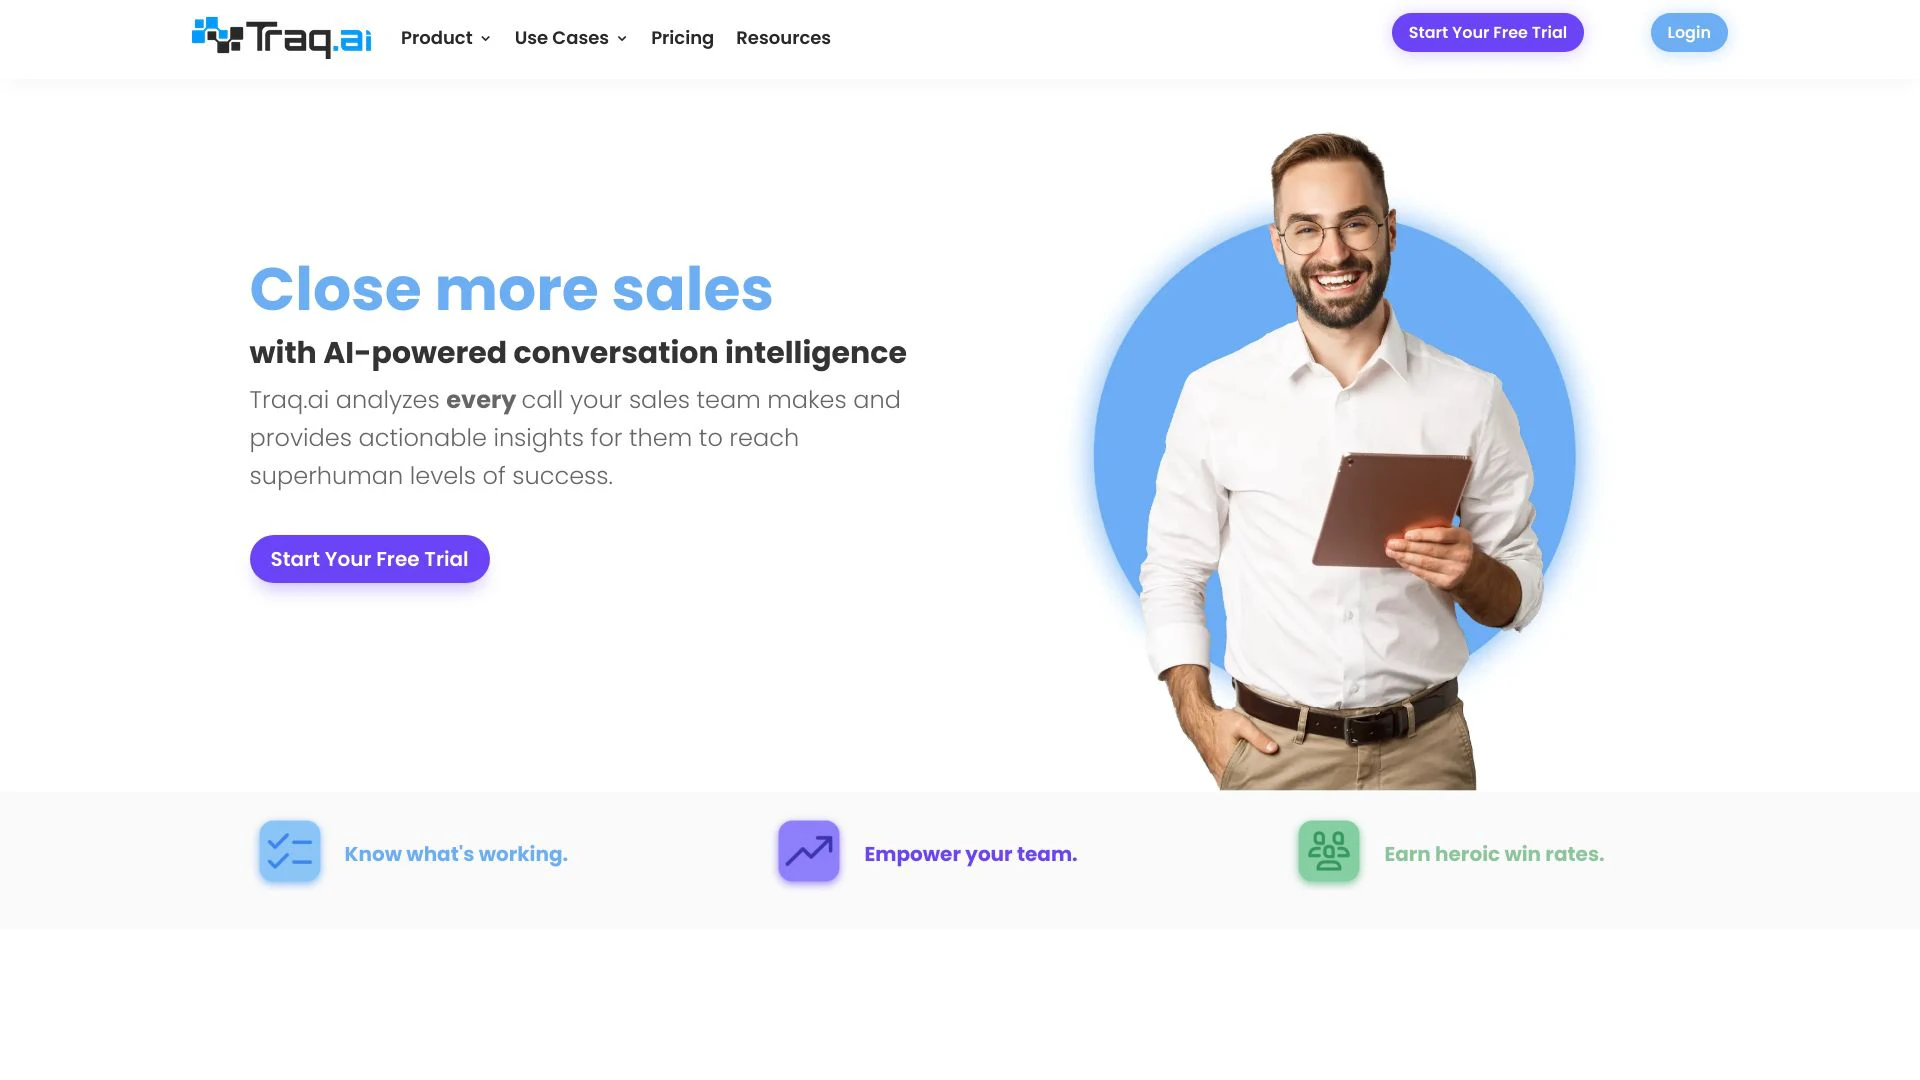 Traq.ai
Product
Use Cases
Pricing
Resources
Start Your Free Trial
Login
Close more sales
with AI-powered conversation intelligence
Traq.ai analyzes every call your sales team makes and
provides actionable insights for them to reach
superhuman levels of success.
Start Your Free Trial
Know what's working.
Empower your team.
Earn heroic win rates.